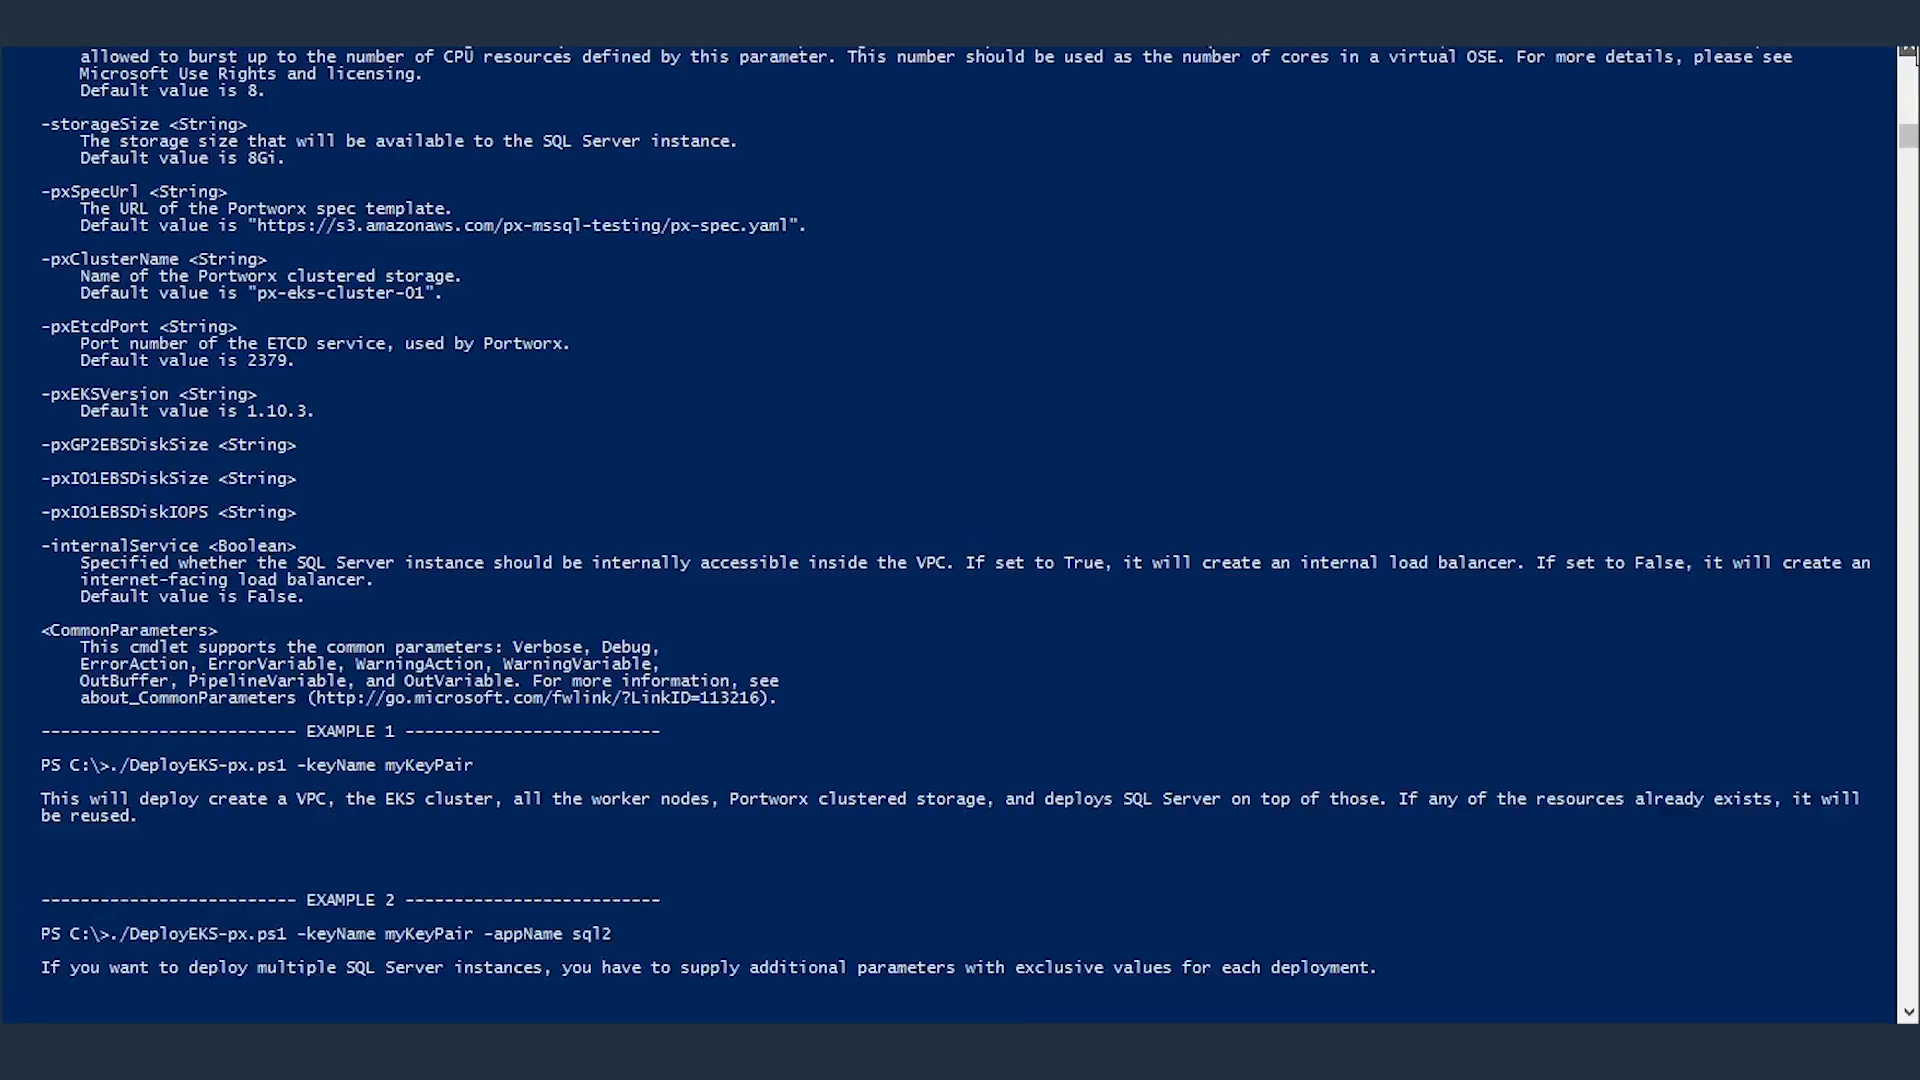 allowed to burst up to the number of CPU resources defined by this parameter. This number should be used as the number of cores in a virtual OSE. For more details, please see
Microsoft Use Rights and licensing.
Default value is 8.
-storageSize <String>
The storage size that will be available to the SQL Server instance.
Default value is 8Gi.
-pxSpecUrl <String>
The URL of the Portworx spec template.
Default value is "https://s3.amazonaws.com/px-mssql-testing/px-spec.yaml".
-pxClusterName <String>
Name of the Portworx clustered storage.
Default value is "px-eks-cluster-01".
-pxEtcdPort <String>
Port number of the ETCD service, used by Portworx.
Default value is 2379.
-pxEKSVersion <String>
Default value is 1.10.3.
-pxGP2EBSDiskSize <String>
-pxIO1EBSDiskSize <String>
-pxIO1EBSDiskIOPS <String>
-internalService <Boolean>
Specified whether the SQL Server instance should be internally accessible inside the VPC. If set to True, it will create an internal load balancer. If set to False, it will create an
internet-facing load balancer.
Default value is False.
<CommonParameters>
This cmdlet supports the common parameters: Verbose, Debug,
ErrorAction, ErrorVariable, WarningAction, WarningVariable,
OutBuffer, PipelineVariable, and OutVariable. For more information, see
about_CommonParameters (http://go.microsoft.com/fwlink/?LinkID=113216).
-------------------------- EXAMPLE 1 --------------------------
PS C:\>./DeployEKS-px.ps1 -keyName myKeyPair
This will deploy create a VPC, the EKS cluster, all the worker nodes, Portworx clustered storage, and deploys SQL Server on top of those. If any of the resources already exists, it will
be reused.
-------------------------- EXAMPLE 2 --------------------------
PS C:\>./DeployEKS-px.ps1 -keyName myKeyPair -appName sql2
If you want to deploy multiple SQL Server instances, you have to supply additional parameters with exclusive values for each deployment.